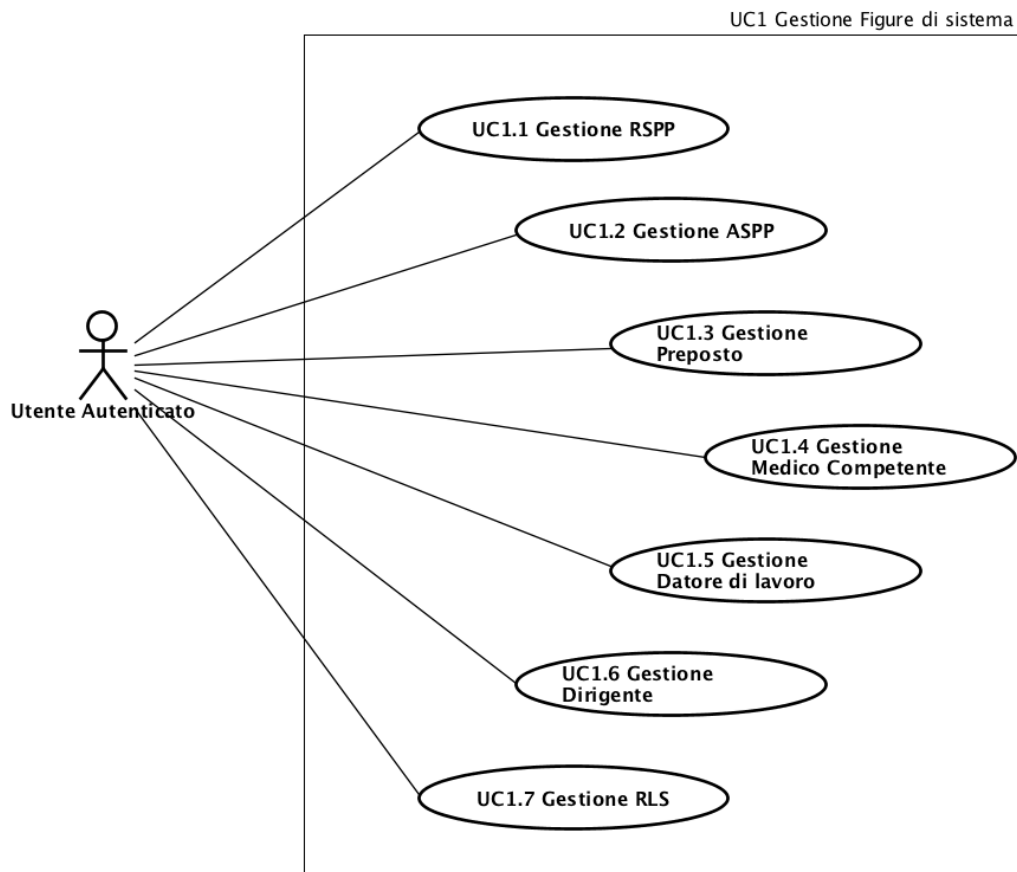 UC1 Gestione Figure di sistema
UC1.1 Gestione RSPP
UC1.2 Gestione ASPP
UC1.3 Gestione
Preposto
Utente Autenticato
UC1.4 Gestione
Medico Competente
UC1.5 Gestione
Datore di lavoro
UC1.6 Gestione
Dirigente
UC1.7 Gestione RLS